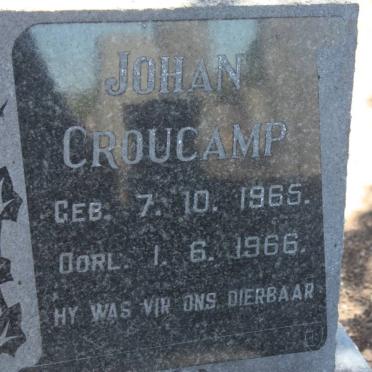 JOHAN
CROUCAMP
GEB. 7. 10. 1965.
OORL. 1. 6. 1966.
HY WAS VIR ONS DIERBAAR